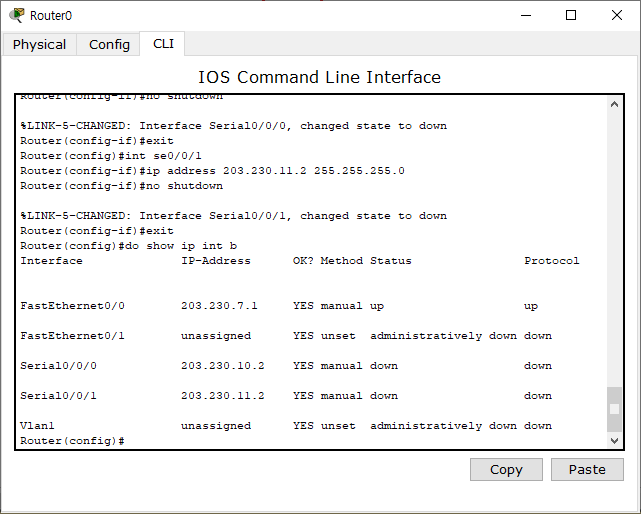 Router0
Physical Config CLI
IOS Command Line Interface
Router(config-if)#no shutdown
%LINK-5-CHANGED: Interface Serial0/0/0, changed state to down
Router(config-if)#exit
Router(config)#int se0/0/1
Router(config-if)#ip address 203.230.11.2 255.255.255.0
Router(config-if)#no shutdown
%LINK-5-CHANGED: Interface Serial0/0/1, changed state to down
Router(config-if)#exit
Router(config)#do show ip int b
Interface IP-Address OK? Method Status Protocol
FastEthernet0/0 203.230.7.1 YES manual up up
FastEthernet0/1 unassigned YES unset administratively down down
Serial0/0/0 203.230.10.2 YES manual down down
Serial0/0/1 203.230.11.2 YES manual down down
Vlan1 unassigned YES unset administratively down down
Router(config)#
Copy Paste